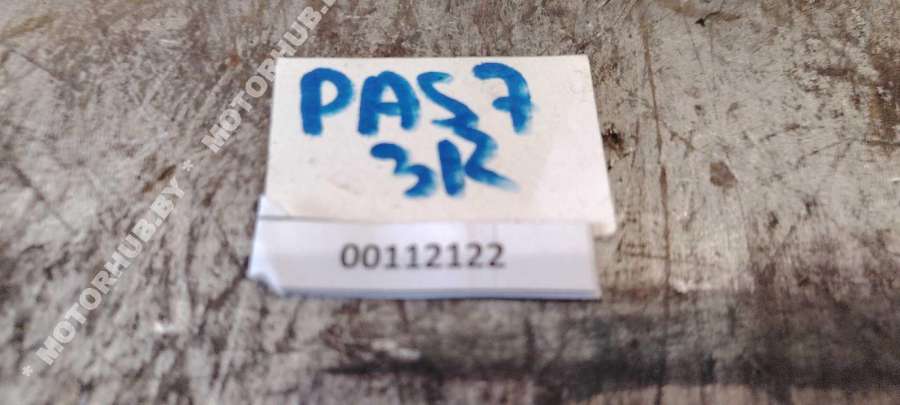 PAS7
3K
00112122
* MOTORHUB.BY * MOTORHUB.BY *